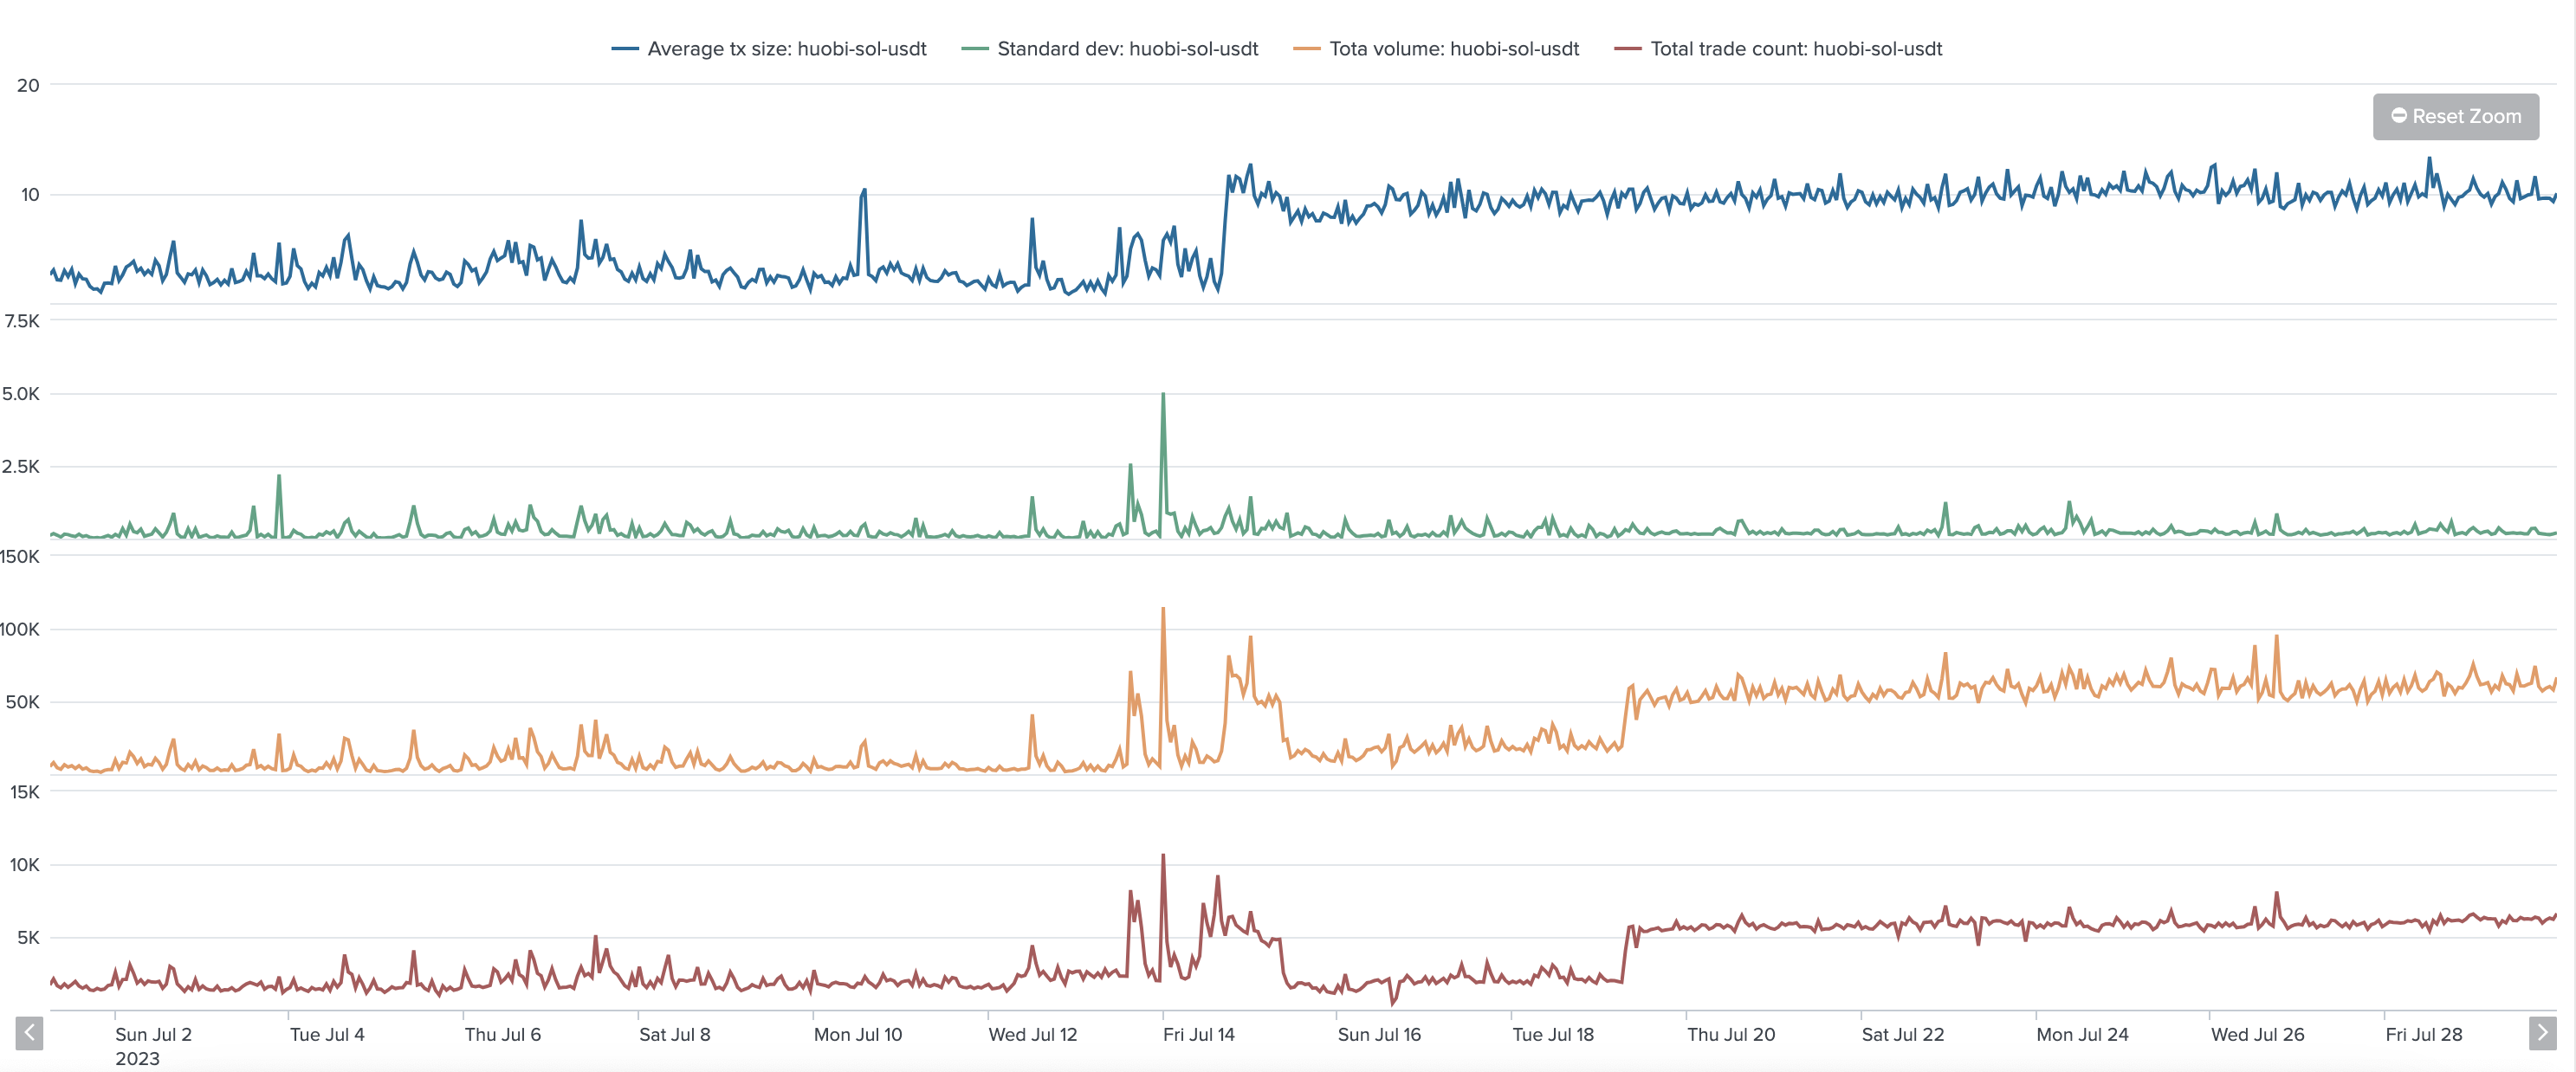 Average tx size: huobi-sol-usdt Standard dev: huobi-sol-usdt Tota volume: huobi-sol-usdt Total trade count: huobi-sol-usdt
20
Reset Zoom
10
7.5K
5.0K
2.5K
150K
100K
50K
15K
10K
5K
Sun Jul 2 Tue Jul 4 Thu Jul 6 Sat Jul 8 Mon Jul 10 Wed Jul 12 Fri Jul 14 Sun Jul 16 Tue Jul 18 Thu Jul 20 Sat Jul 22 Mon Jul 24 Wed Jul 26 Fri Jul 28
2023